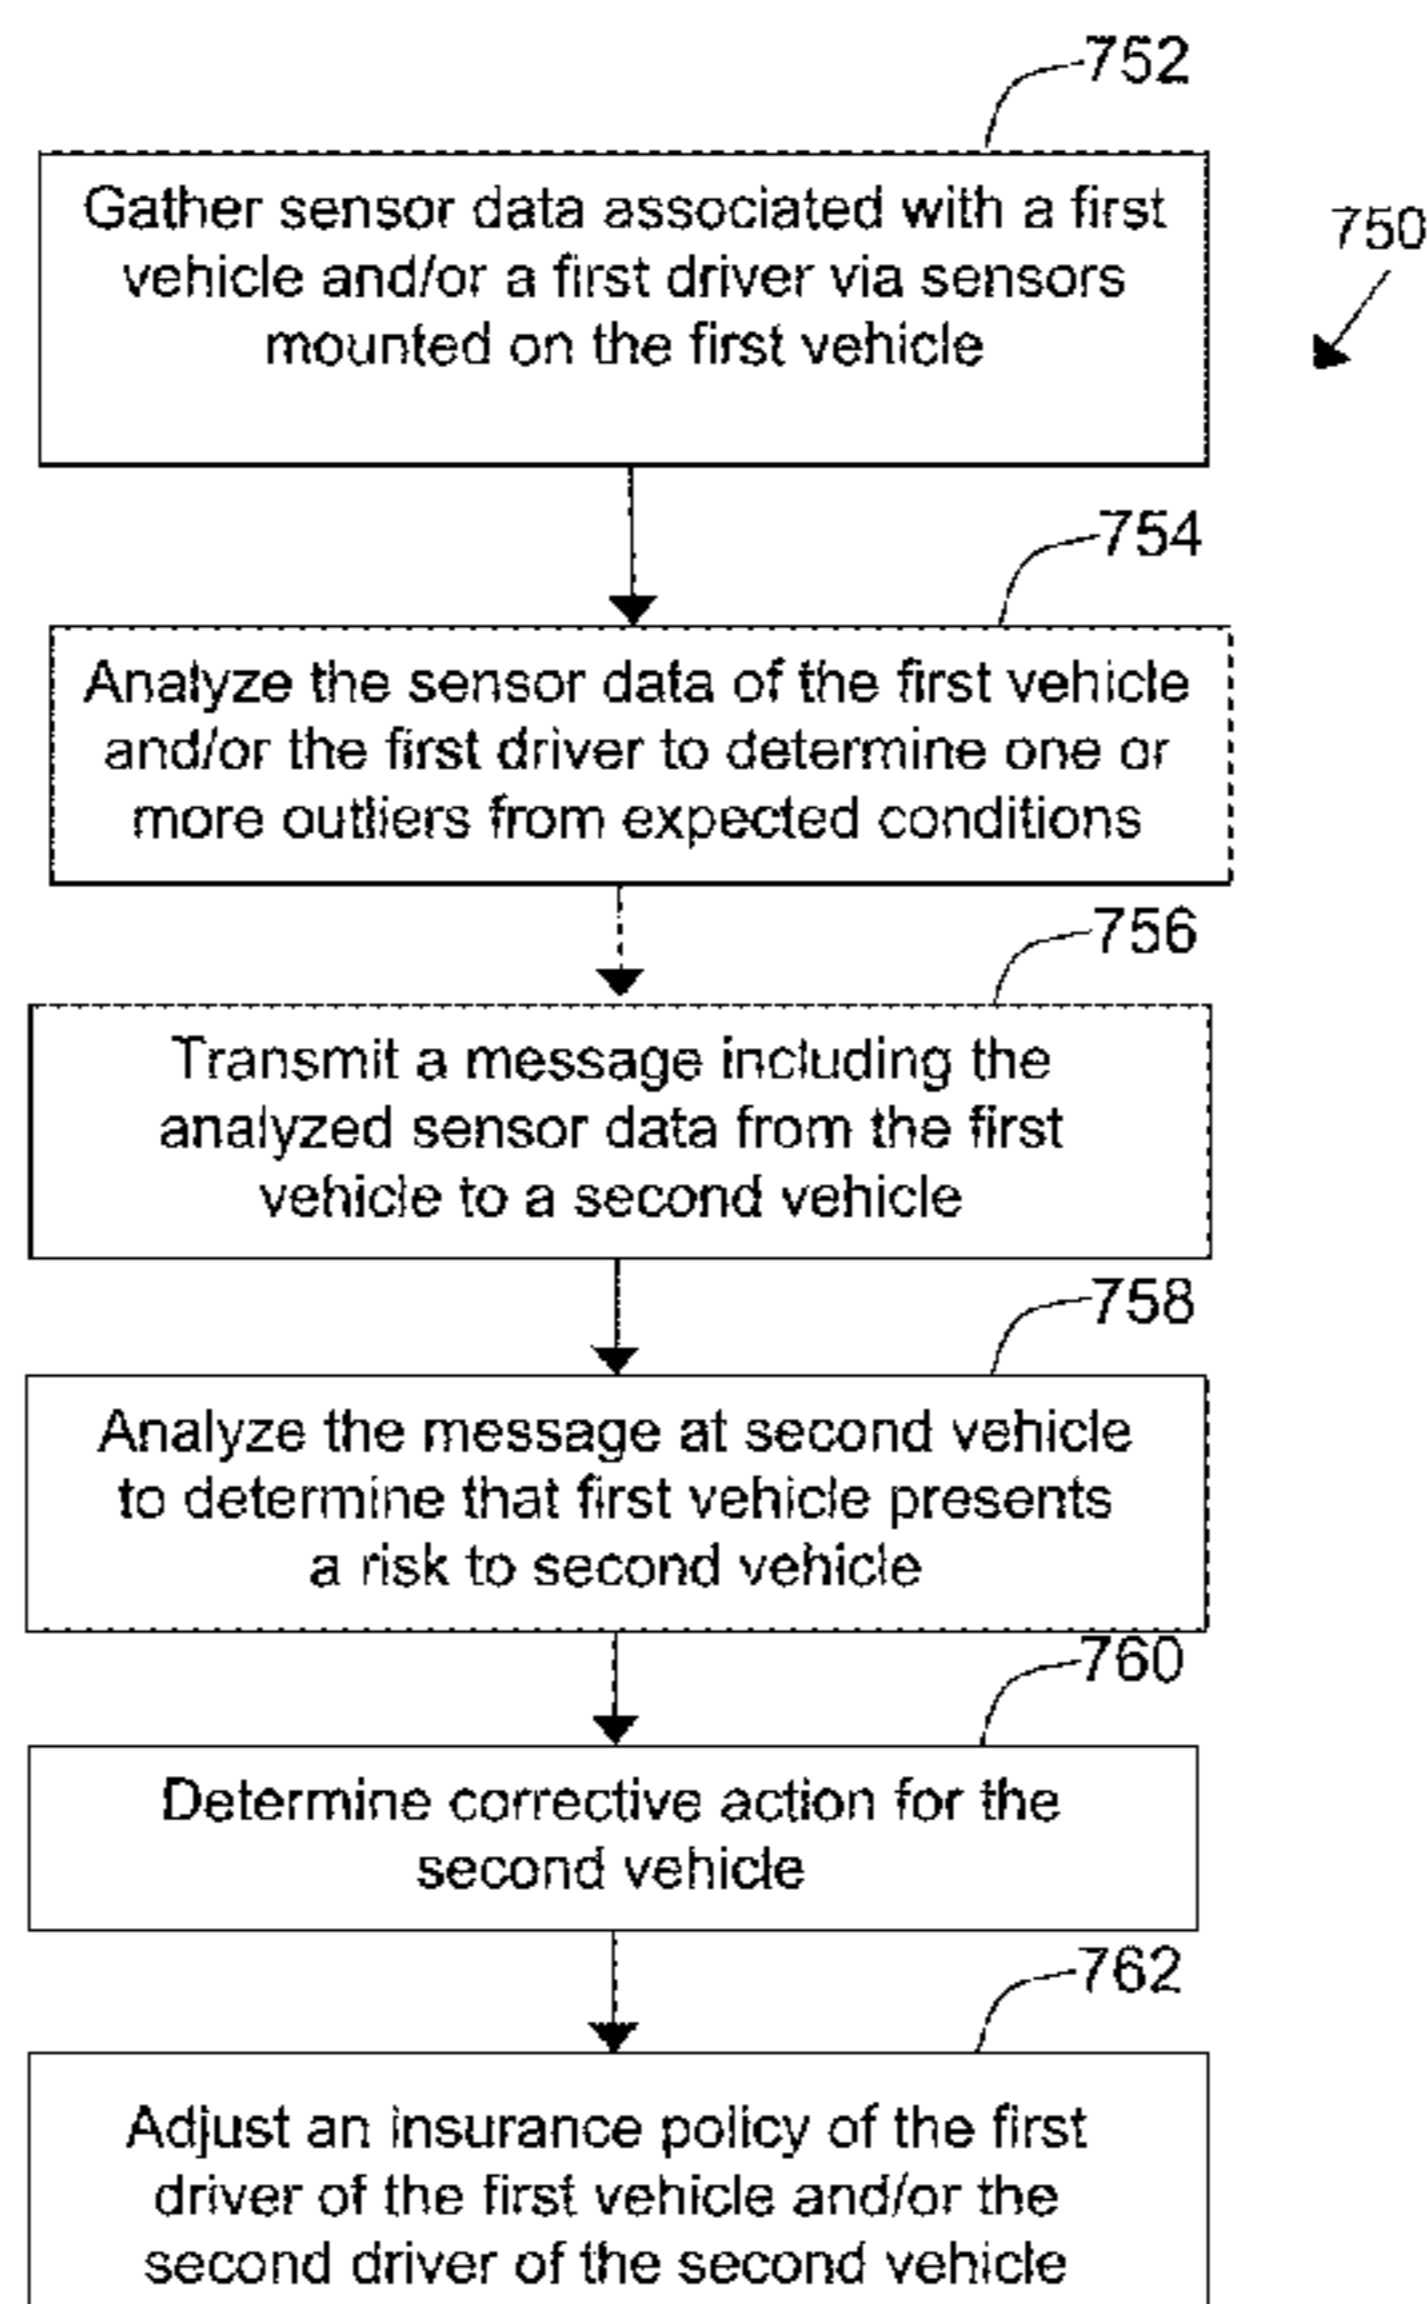 752
Gather sensor data associated with a first
vehicle and/or a first driver via sensors
mounted on the first vehicle
750
754
Analyze the sensor data of the first vehicle
and/or the first driver to determine one or
more outliers from expected conditions
756
Transmit a message including the
analyzed sensor data from the first
vehicle to a second vehicle
758
Analyze the message at second vehicle
to determine that first vehicle presents
a risk to second vehicle
760
Determine corrective action for the
second vehicle
762
Adjust an insurance policy of the first
driver of the first vehicle and/or the
second driver of the second vehicle